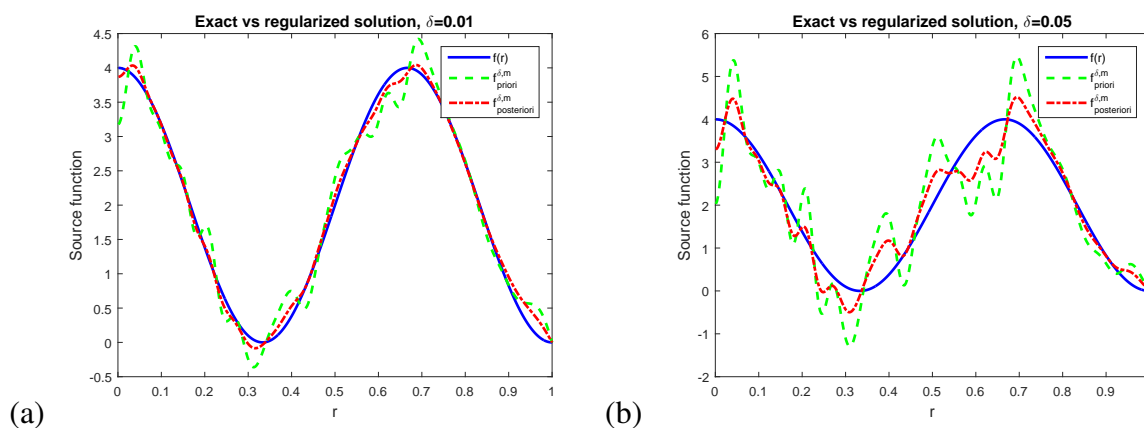 Exact vs regularized solution, δ=0.01
4.5
4
3.5
3
2.5
2
1.5
1
0.5
0
-0.5
Source function
0 0.1 0.2 0.3 0.4 0.5 0.6 0.7 0.8 0.9 1
r
f(r)
f^{δ,m}_{priori}
f^{δ,m}_{posteriori}
(a)
Exact vs regularized solution, δ=0.05
6
5
4
3
2
1
0
-1
-2
Source function
0 0.1 0.2 0.3 0.4 0.5 0.6 0.7 0.8 0.9
r
f(r)
f^{δ,m}_{priori}
f^{δ,m}_{posteriori}
(b)